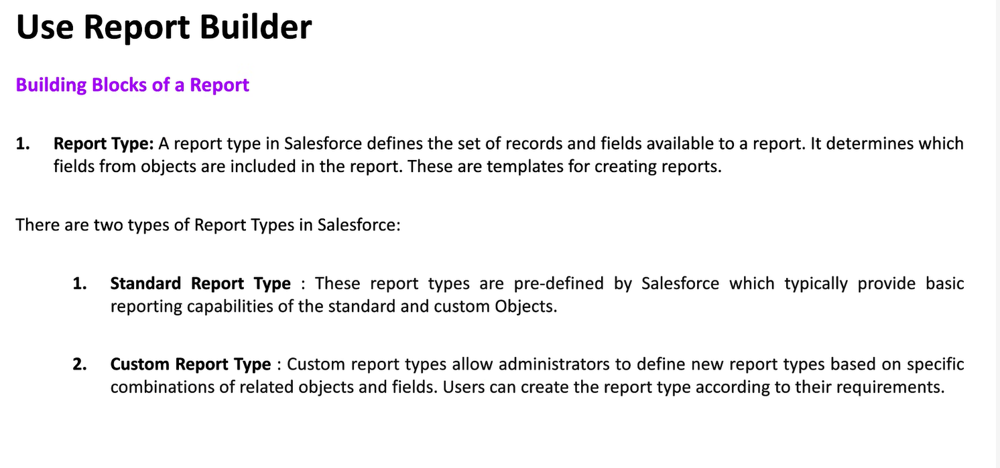 Use Report Builder
Building Blocks of a Report
1. Report Type: A report type in Salesforce defines the set of records and fields available to a report. It determines which
fields from objects are included in the report. These are templates for creating reports.
There are two types of Report Types in Salesforce:
1. Standard Report Type : These report types are pre-defined by Salesforce which typically provide basic
reporting capabilities of the standard and custom Objects.
2. Custom Report Type : Custom report types allow administrators to define new report types based on specific
combinations of related objects and fields. Users can create the report type according to their requirements.